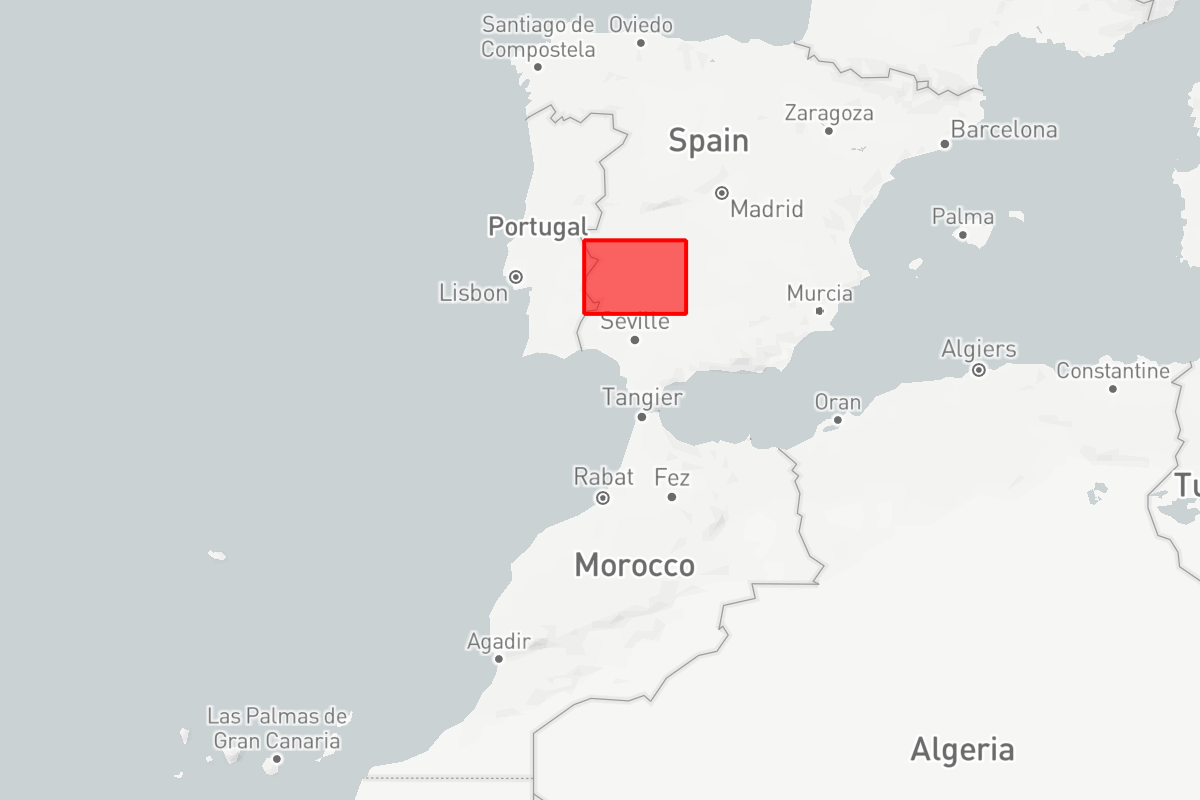 Santiago de
Compostela
Oviedo
Zaragoza
Barcelona
Spain
Madrid
Palma
Portugal
Lisbon
Murcia
Seville
Algiers
Constantine
Tangier
Oran
Rabat
Fez
Tu
Morocco
Agadir
Las Palmas de
Gran Canaria
Algeria